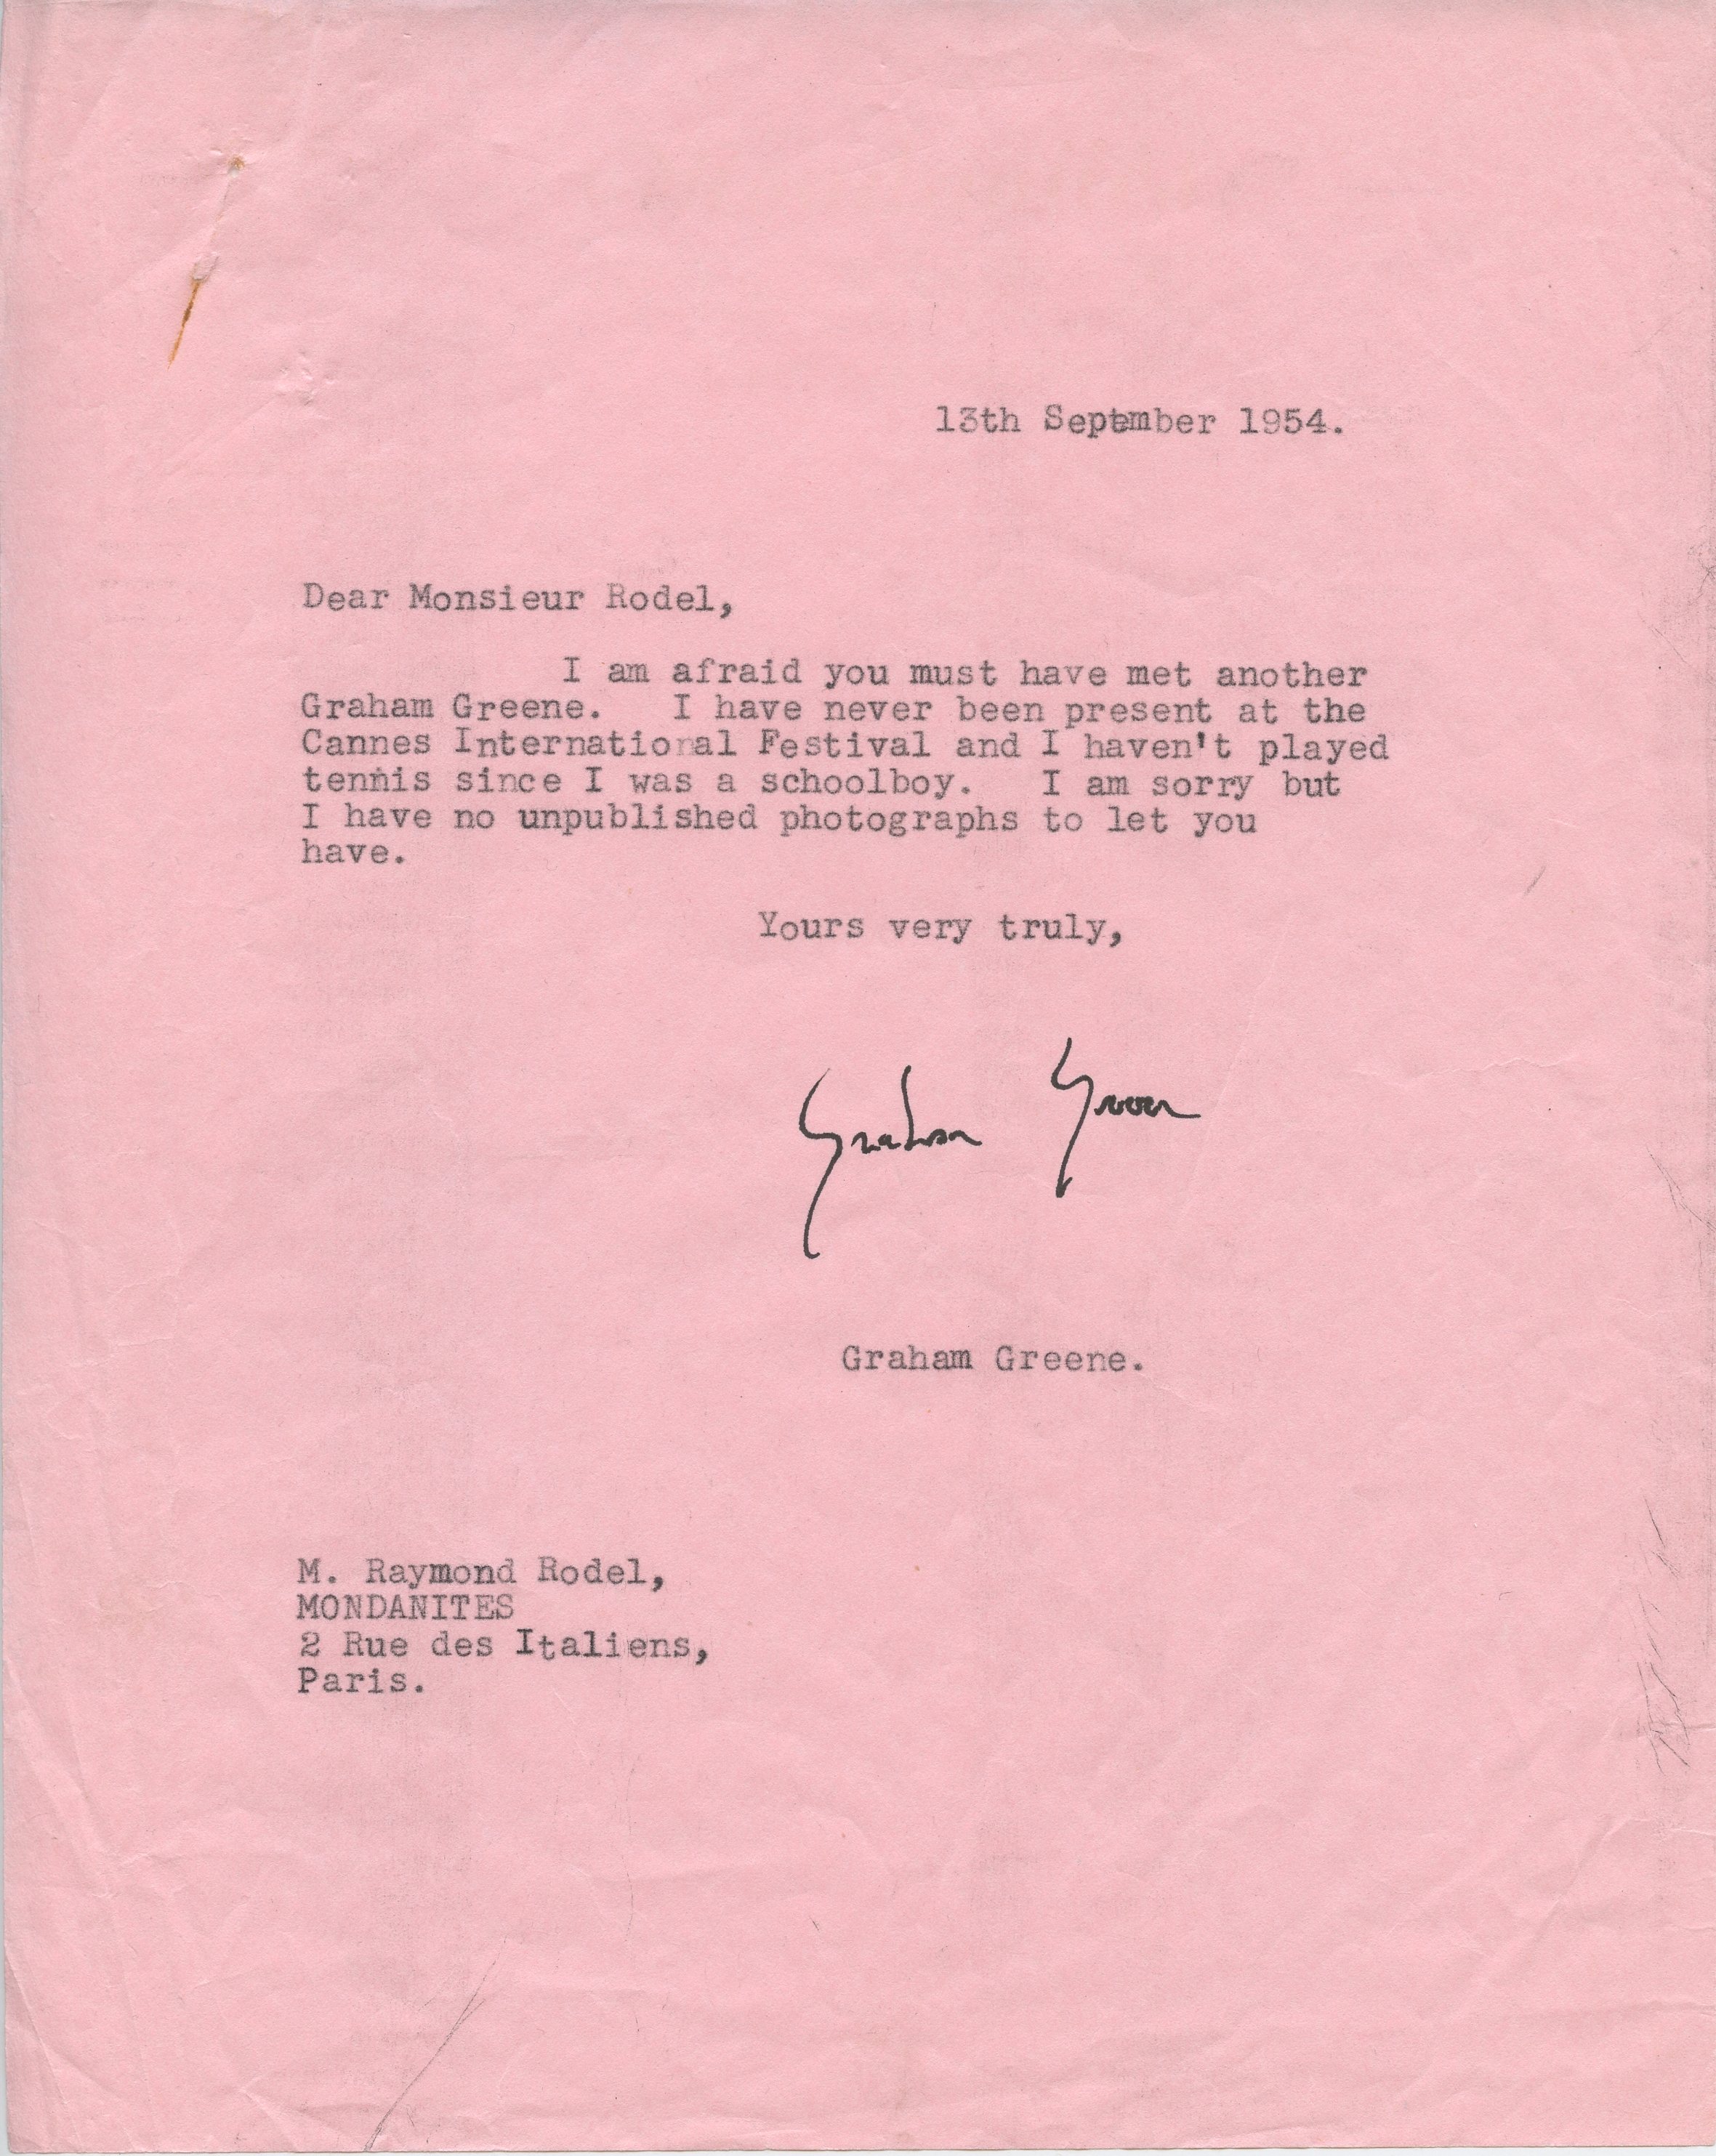 13th September 1954.
Dear Monsieur Rodel,
I am afraid you must have met another
Graham Greene. I have never been present at the
Cannes International Festival and I haven't played
tennis since I was a schoolboy. I am sorry but
I have no unpublished photographs to let you
have.
Yours very truly,
Graham Greene
Graham Greene.
M. Raymond Rodel,
MONDANITES
2 Rue des Italiens,
Paris.